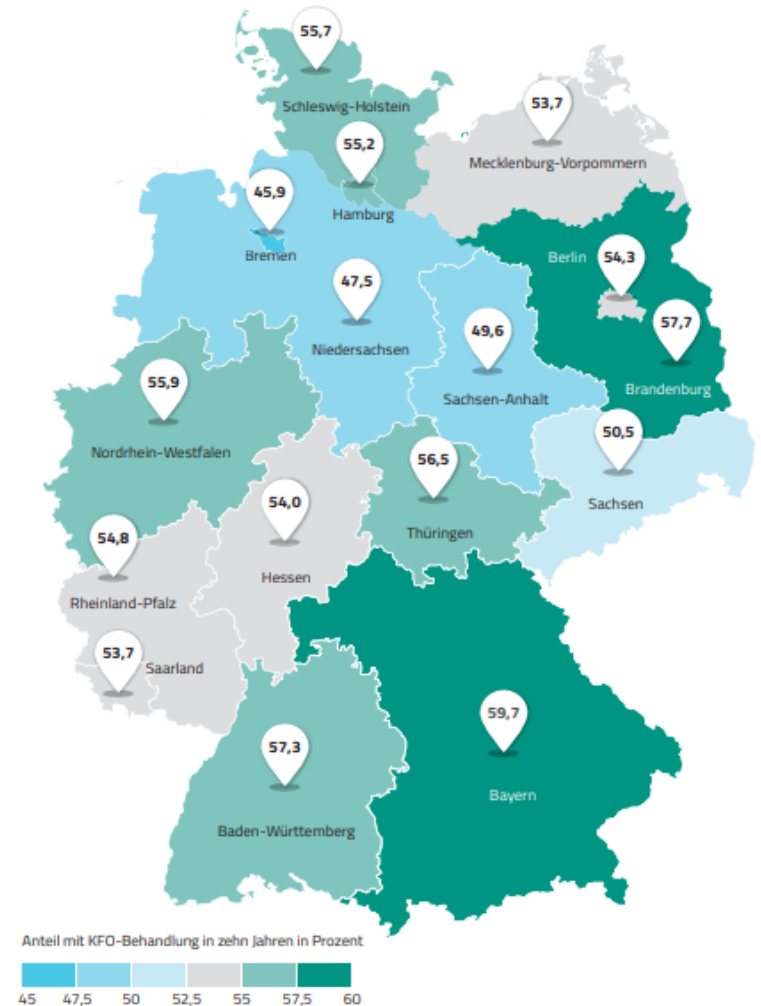 55,7
Schleswig-Holstein
53,7
Mecklenburg-Vorpommern
55,2
Hamburg
45,9
Bremen
Berlin 54,3
47,5
Niedersachsen
49,6
Sachsen-Anhalt
57,7
Brandenburg
55,9
Nordrhein-Westfalen
50,5
Sachsen
56,5
Thüringen
54,0
Hessen
54,8
Rheinland-Pfalz
53,7
Saarland
59,7
Bayern
57,3
Baden-Württemberg
Anteil mit KFO-Behandlung in zehn Jahren in Prozent
45 47,5 50 52,5 55 57,5 60